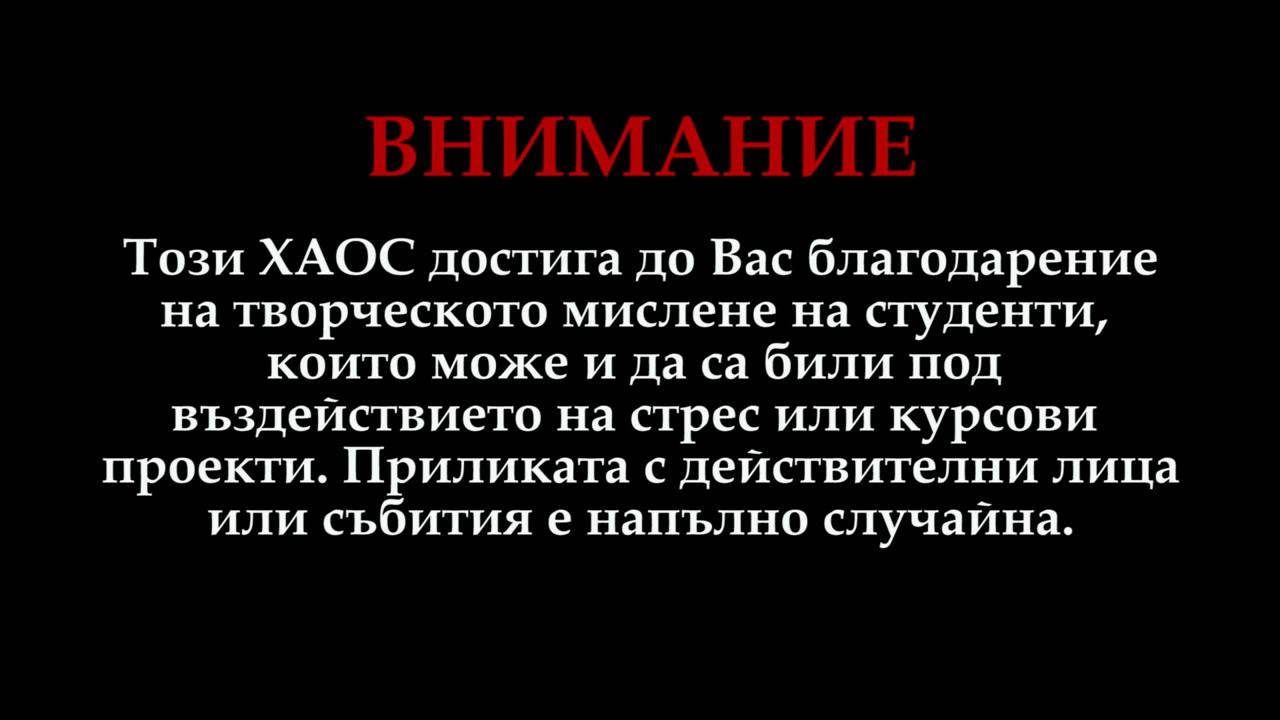 ВНИМАНИЕ
Този ХАОС достига до Вас благодарение
на творческото мислене на студенти,
които може и да са били под
въздействието на стрес или курсови
проекти. Приликата с действителни лица
или събития е напълно случайна.